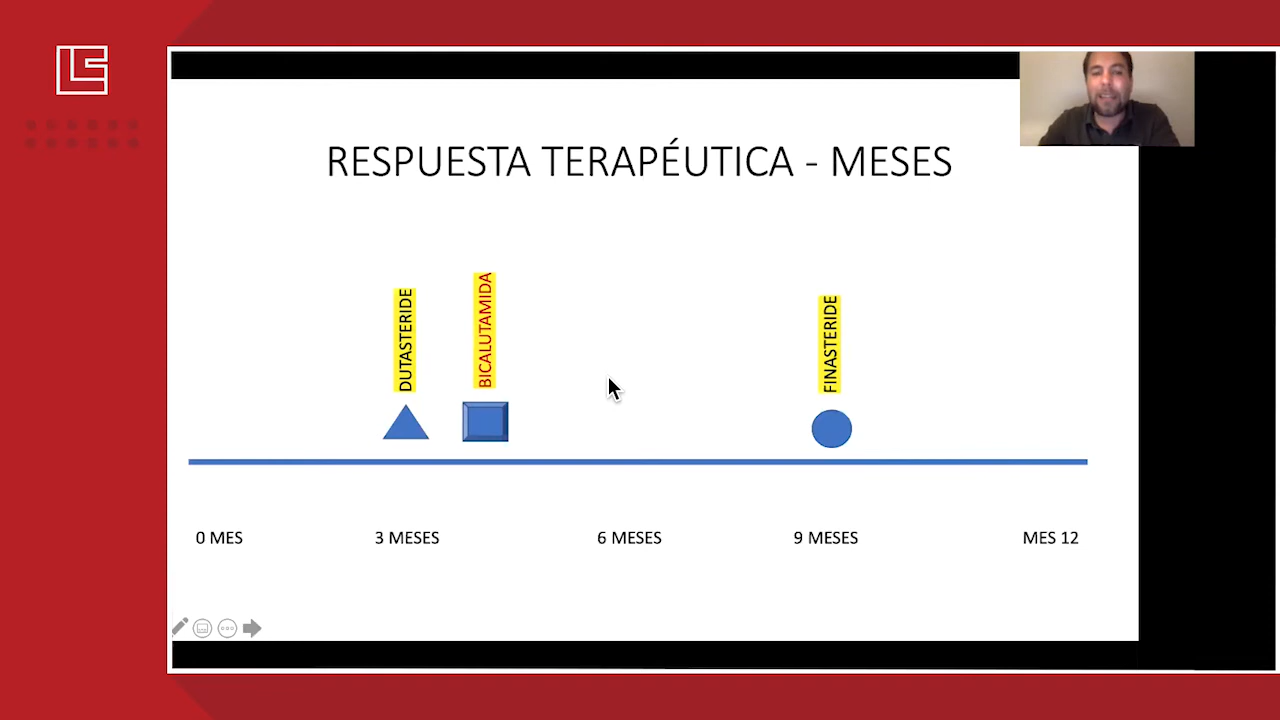 RESPUESTA TERAPÉUTICA - MESES
DUTASTERIDE
BICALUTAMIDA
FINASTERIDE
0 MES
3 MESES
6 MESES
9 MESES
MES 12